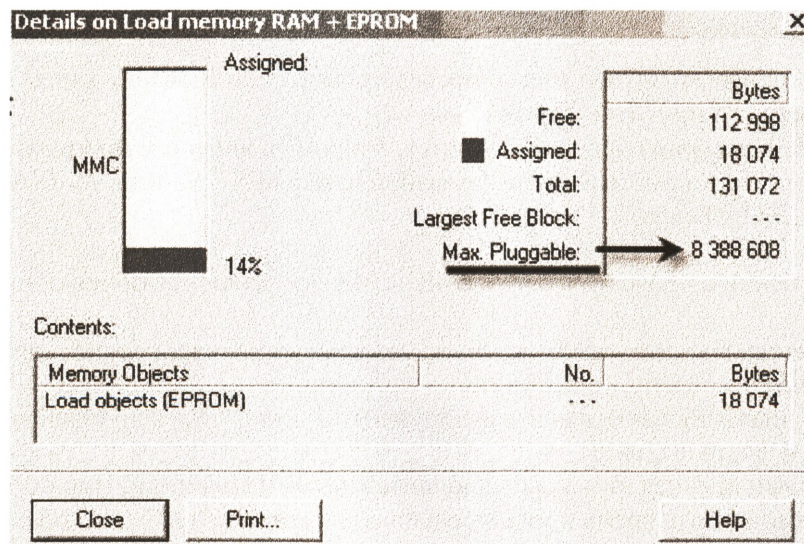 Details on Load memory RAM + EPROM X
Assigned:
MMC
14%
Bytes
Free: 112 998
Assigned: 18 074
Total: 131 072
Largest Free Block: - - -
Max. Pluggable: 8 388 608
Contents:
Memory Objects No. Bytes
Load objects (EPROM) - - - 18 074
Close Print... Help